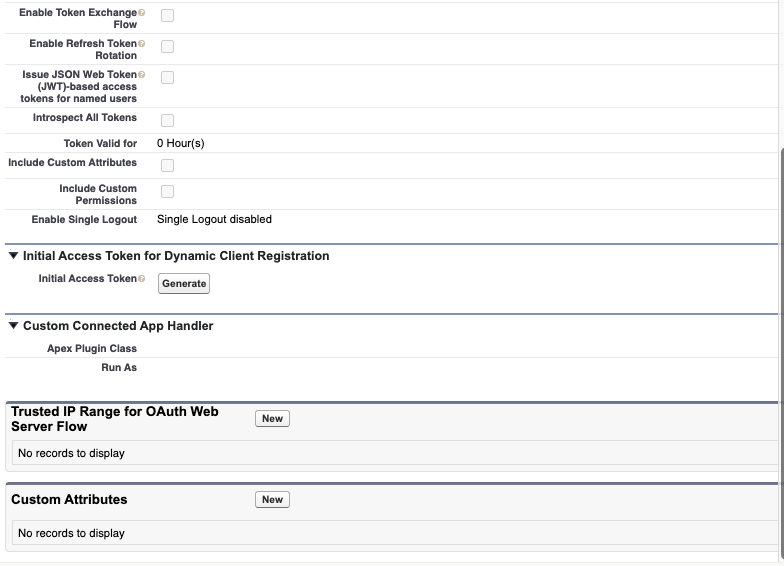 Enable Token Exchange
Flow
Enable Refresh Token
Rotation
Issue JSON Web Token
(JWT)-based access
tokens for named users
Introspect All Tokens
Token Valid for 0 Hour(s)
Include Custom Attributes
Include Custom
Permissions
Enable Single Logout Single Logout disabled
Initial Access Token for Dynamic Client Registration
Initial Access Token Generate
Custom Connected App Handler
Apex Plugin Class
Run As
Trusted IP Range for OAuth Web
Server Flow
New
No records to display
Custom Attributes New
No records to display